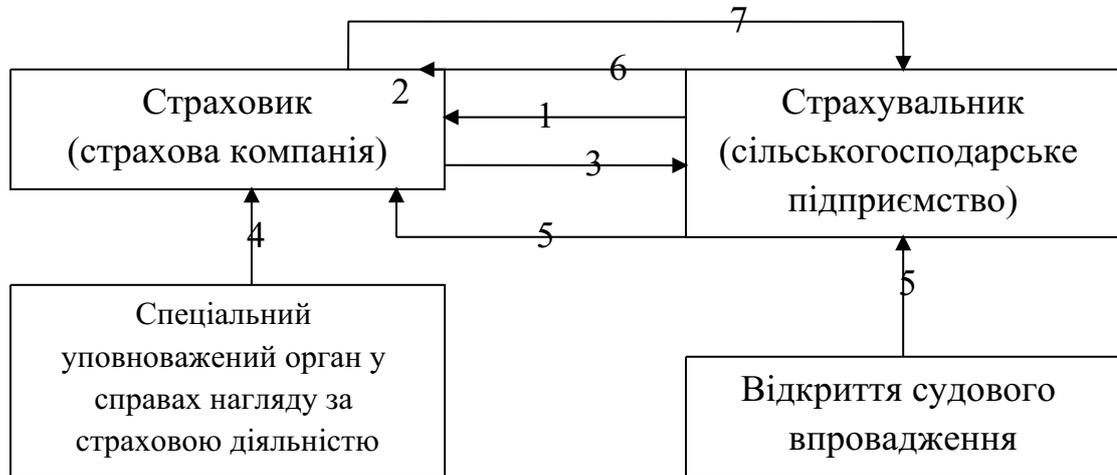 7
6
2
Страховик
(страхова компанія)
1
3
Страхувальник
(сільськогосподарське
підприємство)
4
5
5
Спеціальний
уповноважений орган у
справах нагляду за
страховою діяльністю
Відкриття судового
впровадження